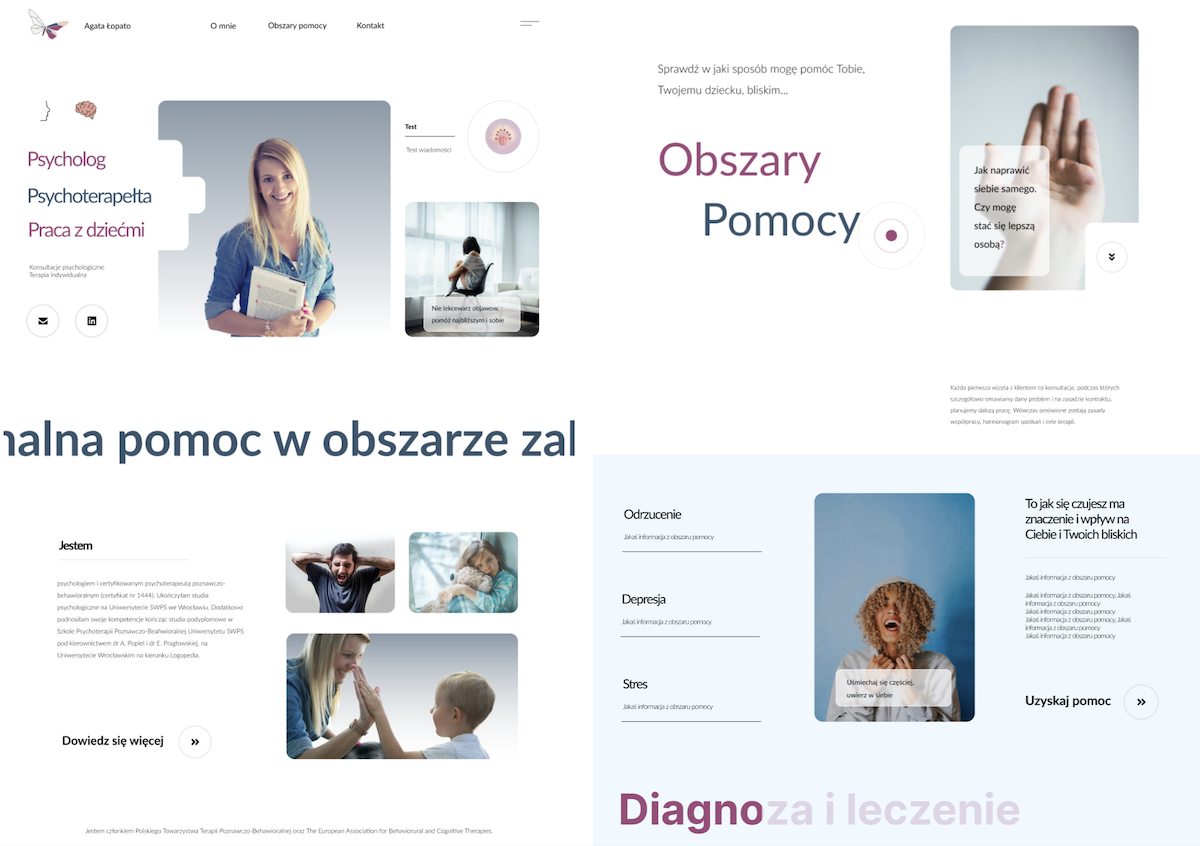 Agata Łopato
O mnie
Obszary pomocy
Kontakt
Psycholog
Psychoterapełta
Praca z dziećmi
Konsultacje psychologiczne
Terapia indywidualna
Test
Test wiadomości
Nie lekceważ objawow,
pomóż najbliższym i sobie
nalna pomoc w obszarze zal
Jestem
psychologiem i certyfikowanym psychoterapeutą poznawczo-
behawioralnym (certyfikat nr 1444). Ukończyłam studia
psychologiczne na Uniwersytecie SWPS we Wrocławiu. Dodatkowo
podnosiłam swoje kompetencje kończąc studia podyplomowe w
Szkole Psychoterapii Poznawczo-Beahwioralnej Uniwersytetu SWPS
pod kierownictwem dr A. Popiel i dr E. Pragłowskiej, na
Uniwersytecie Wrocławskim na kierunku Logopedia.
Dowiedz się więcej
Jestem członkiem Polskiego Towarzystwa Terapii Poznawczo-Behawioralnej oraz The European Association for Behaviorural and Cognitive Therapies.
Sprawdź w jaki sposób mogę pomóc Tobie,
Twojemu dziecku, bliskim...
Obszary
Pomocy
Jak naprawić
siebie samego.
Czy mogę
stać się lepszą
osobą?
Każda pierwsza wizyta z klientem to konsultacje, podczas których
szczegółowo omawiamy dany problem i na zasadzie kontraktu,
planujemy dalszą pracę. Wówczas omówione zostają zasady
współpracy, harmonogram spotkań i cele terapii.
Odrzucenie
Jakaś informacja z obszaru pomocy
Depresja
Jakaś informacja z obszaru pomocy
Stres
Jakaś informacja z obszaru pomocy
Uśmiechaj się częściej,
uwierz w siebie
To jak się czujesz ma
znaczenie i wpływ na
Ciebie i Twoich bliskich
Jakaś informacja z obszaru pomocy
Jakaś informacja z obszaru pomocy, Jakaś
informacja z obszaru pomocy
Jakaś informacja z obszaru pomocy
Jakaś informacja z obszaru pomocy, Jakaś
informacja z obszaru pomocy
Jakaś informacja z obszaru pomocy
Uzyskaj pomoc
Diagnoza i leczenie